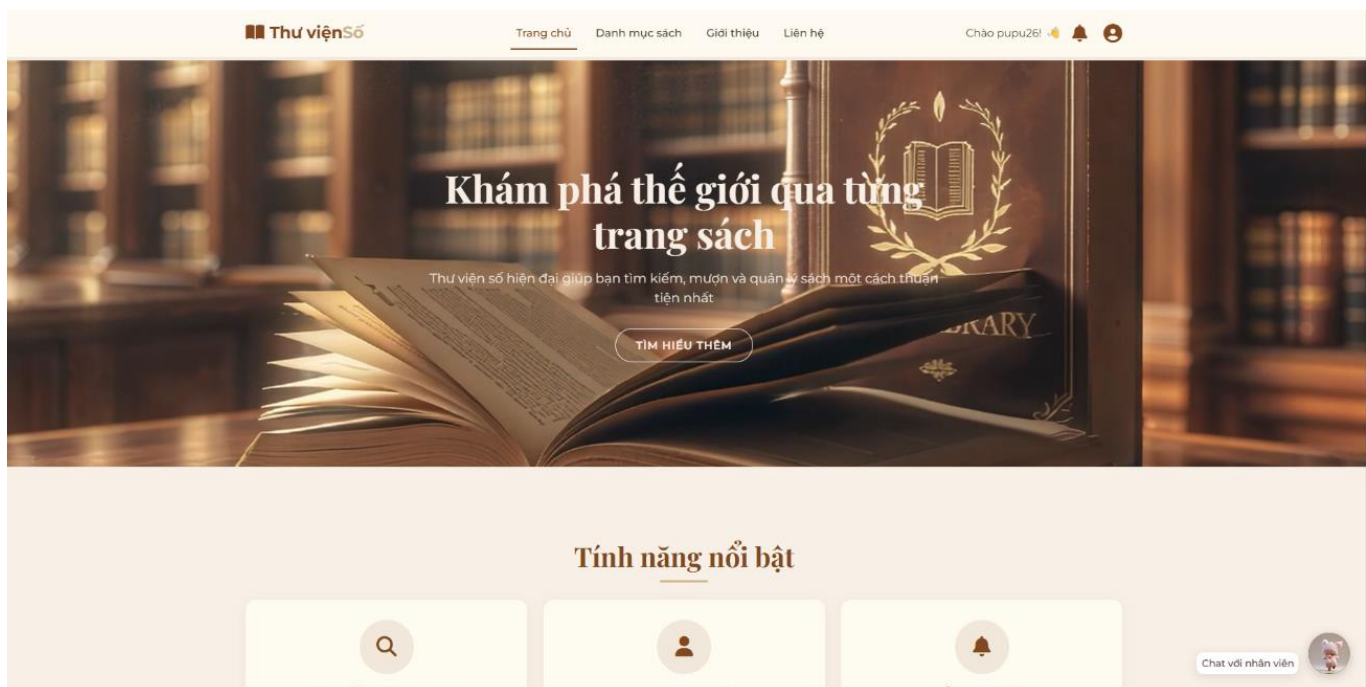 Thư việnSố
Trang chủ Danh mục sách Giới thiệu Liên hệ
Chào pupu26! 👋
Khám phá thế giới qua từng
trang sách
Thư viện số hiện đại giúp bạn tìm kiếm, mượn và quản lý sách một cách thuận
tiện nhất
TÌM HIỂU THÊM
Tính năng nổi bật
Chat với nhân viên